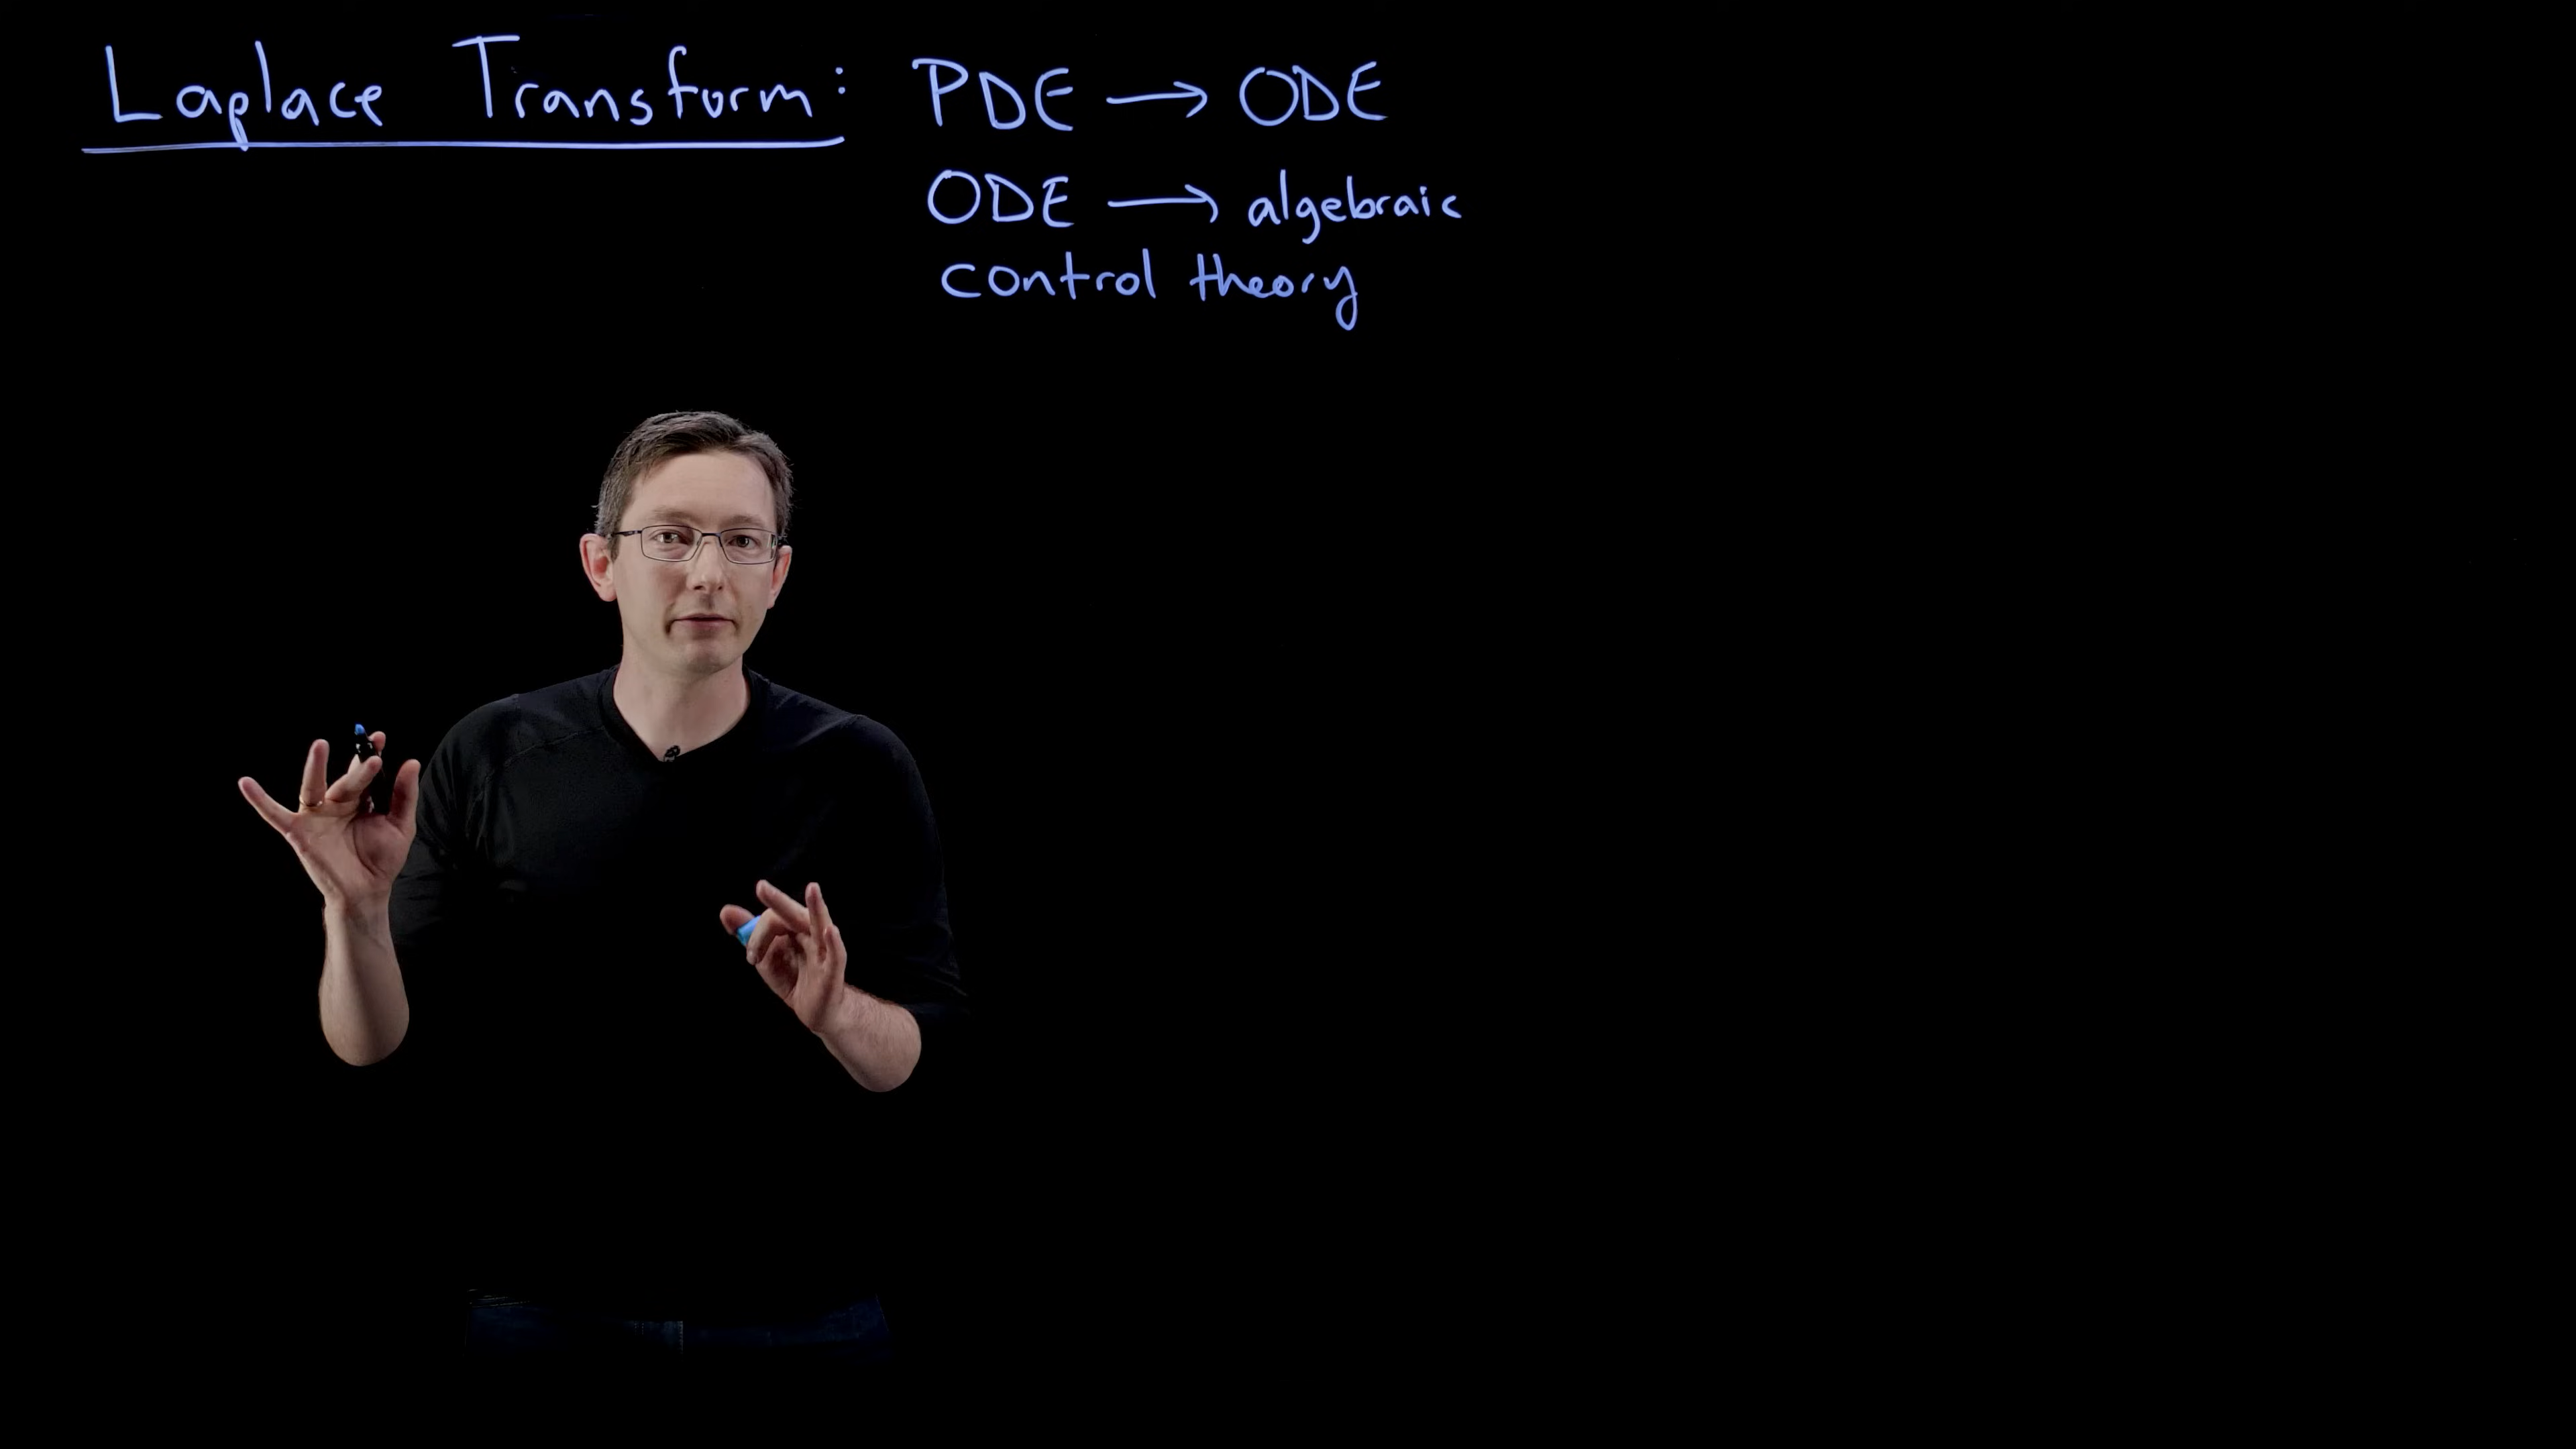 Laplace Transform: PDE → ODE
ODE → algebraic
control theory